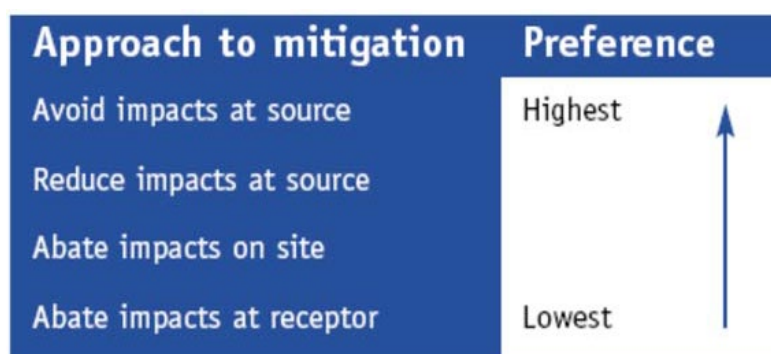 Approach to mitigation Preference
Avoid impacts at source Highest
Reduce impacts at source
Abate impacts on site
Abate impacts at receptor Lowest